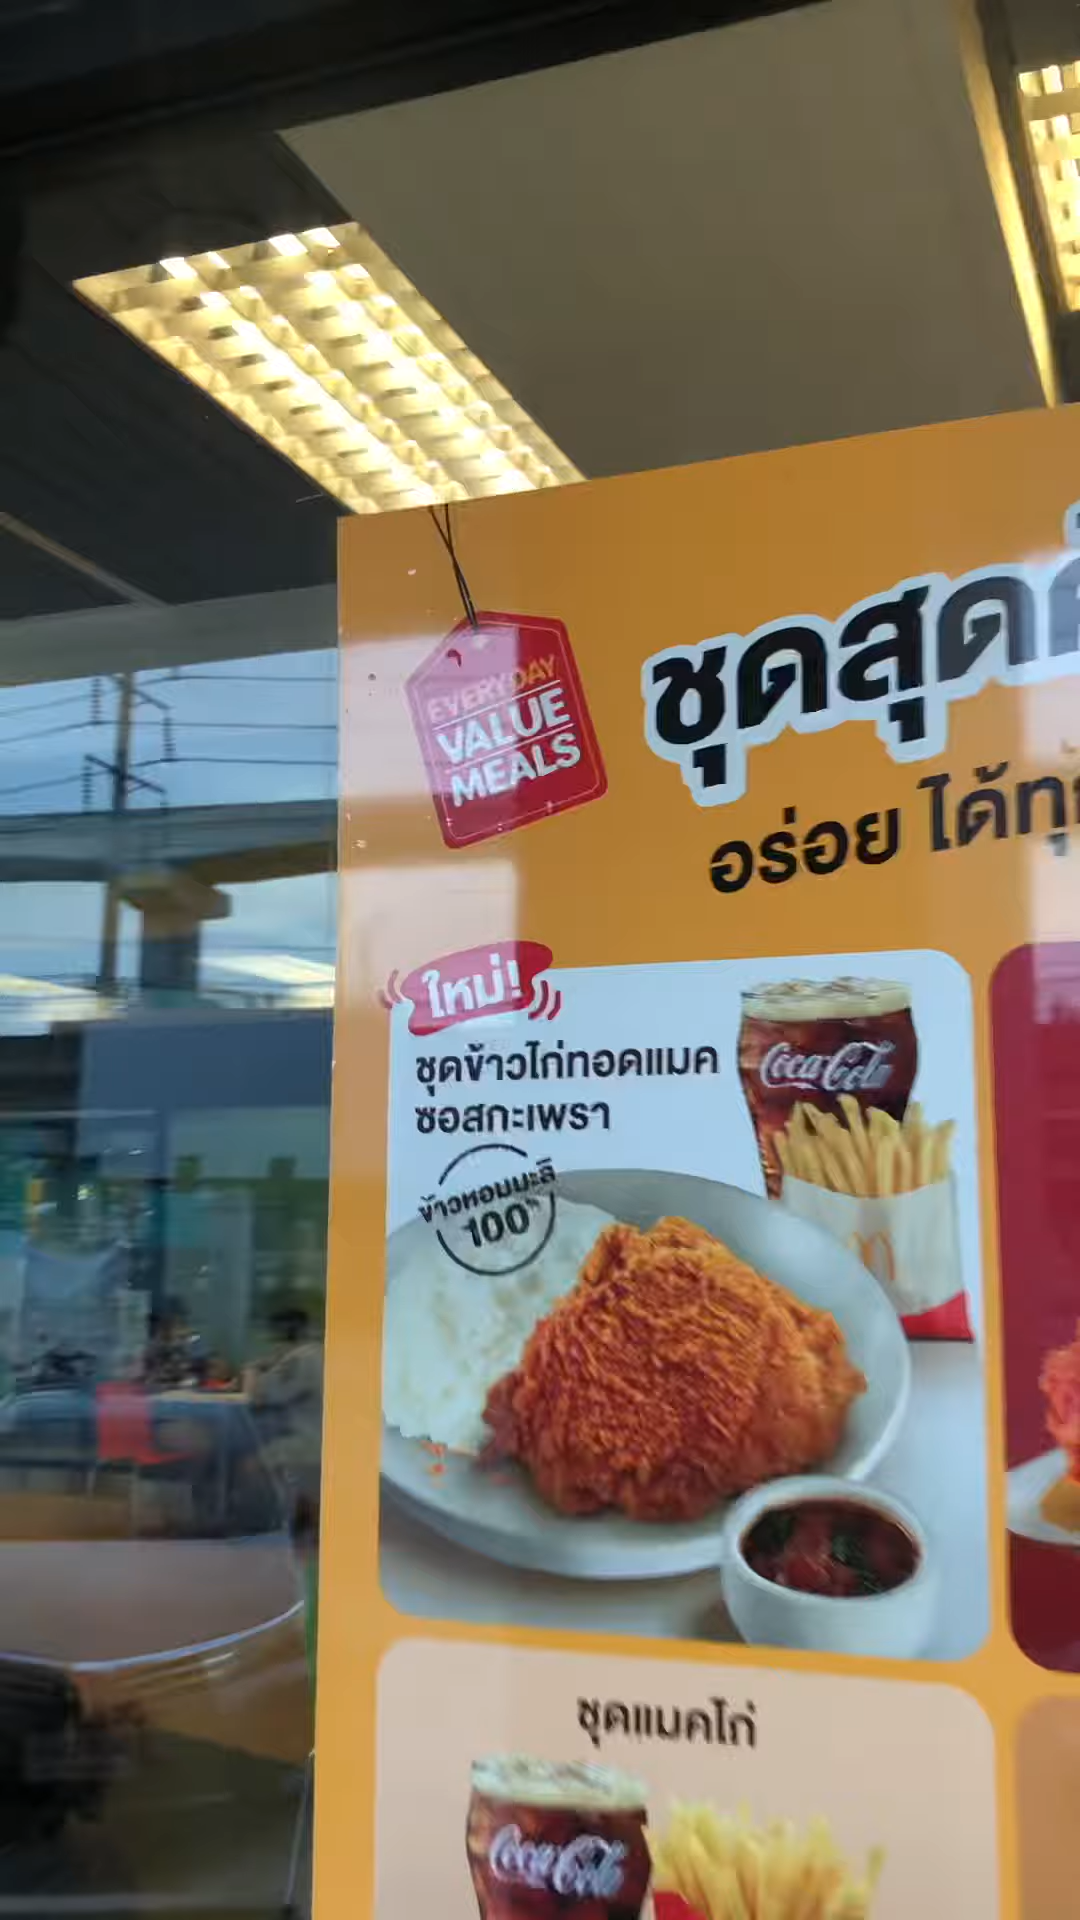 EVERYDAY
VALUE
MEALS
ชุดสุด
อร่อย ได้
ใหม่!
ชุดข้าวไก่ทอดแมค
ซอสกะเพรา
Coca-Cola
ข้าวหอมมะลิ
100%
ชุดแมคไก่
Coca-Cola